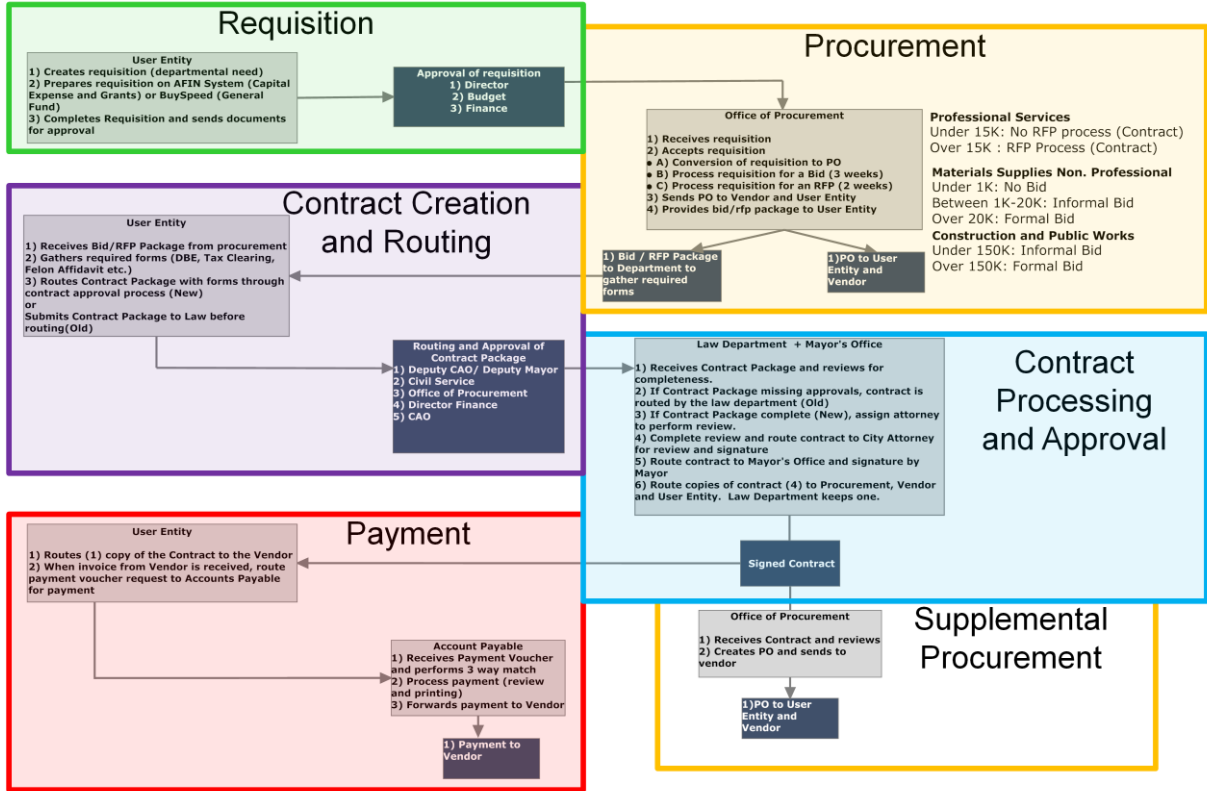 Requisition
User Entity
1) Creates requisition (departmental need)
2) Prepares requisition on AFIN System (Capital
Expense and Grants) or BuySpeed (General
Fund)
3) Completes Requisition and sends documents
for approval
Approval of requisition
1) Director
2) Budget
3) Finance
Procurement
Office of Procurement
1) Receives requisition
2) Accepts requisition
• A) Conversion of requisition to PO
• B) Process requisition for a Bid (3 weeks)
• C) Process requisition for an RFP (2 weeks)
3) Sends PO to Vendor and User Entity
4) Provides bid/rfp package to User Entity
Professional Services
Under 15K: No RFP process (Contract)
Over 15K : RFP Process (Contract)
Materials Supplies Non. Professional
Under 1K: No Bid
Between 1K-20K: Informal Bid
Over 20K: Formal Bid
Construction and Public Works
Under 150K: Informal Bid
Over 150K: Formal Bid
1) Bid / RFP Package
to Department to
gather required
forms
1)PO to User
Entity and
Vendor
Contract Creation
and Routing
User Entity
1) Receives Bid/RFP Package from procurement
2) Gathers required forms (DBE, Tax Clearing,
Felon Affidavit etc.)
3) Routes Contract Package with forms through
contract approval process (New)
or
Submits Contract Package to Law before
routing(Old)
Routing and Approval of
Contract Package
1) Deputy CAO/ Deputy Mayor
2) Civil Service
3) Office of Procurement
4) Director Finance
5) CAO
Contract
Processing
and Approval
Law Department + Mayor's Office
1) Receives Contract Package and reviews for
completeness.
2) If Contract Package missing approvals, contract is
routed by the law department (Old)
3) If Contract Package complete (New), assign attorney
to perform review.
4) Complete review and route contract to City Attorney
for review and signature
5) Route contract to Mayor's Office and signature by
Mayor
6) Route copies of contract (4) to Procurement, Vendor
and User Entity. Law Department keeps one.
Signed Contract
Payment
User Entity
1) Routes (1) copy of the Contract to the Vendor
2) When invoice from Vendor is received, route
payment voucher request to Accounts Payable
for payment
Account Payable
1) Receives Payment Voucher
and performs 3 way match
2) Process payment (review
and printing)
3) Forwards payment to Vendor
1) Payment to
Vendor
Supplemental
Procurement
Office of Procurement
1) Receives Contract and reviews
2) Creates PO and sends to
vendor
1)PO to User
Entity and
Vendor